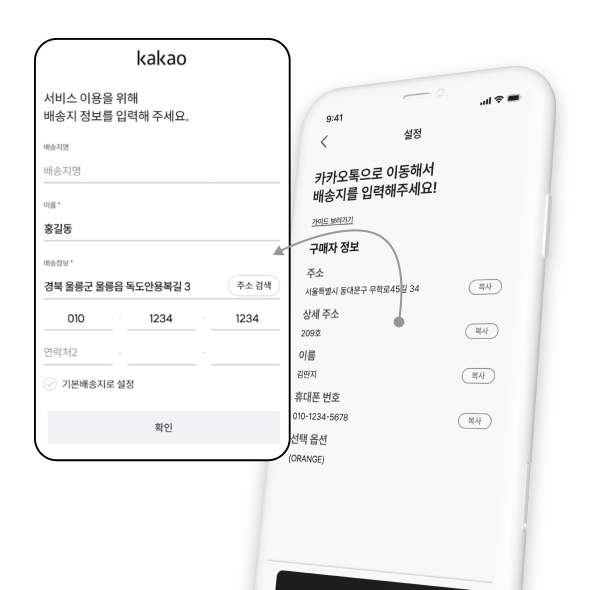 kakao
서비스 이용을 위해
배송지 정보를 입력해 주세요.
배송지명
배송지명
이름 *
홍길동
배송정보 *
경북 울릉군 울릉읍 독도안용복길 3
주소 검색
010 - 1234 - 1234
연락처2 - -
기본배송지로 설정
확인
9:41
설정
카카오톡으로 이동해서
배송지를 입력해주세요!
가이드 보러가기
구매자 정보
주소
서울특별시 동대문구 무학로45길 34
복사
상세 주소
209호
복사
이름
김딴지
복사
휴대폰 번호
010-1234-5678
복사
선택 옵션
(ORANGE)